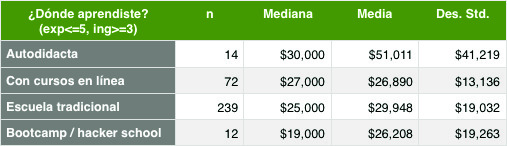 ¿Dónde aprendiste? n Mediana Media Des. Std.
(exp<=5, ing>=3)
Autodidacta 14 $30,000 $51,011 $41,219
Con cursos en línea 72 $27,000 $26,890 $13,136
Escuela tradicional 239 $25,000 $29,948 $19,032
Bootcamp / hacker school 12 $19,000 $26,208 $19,263